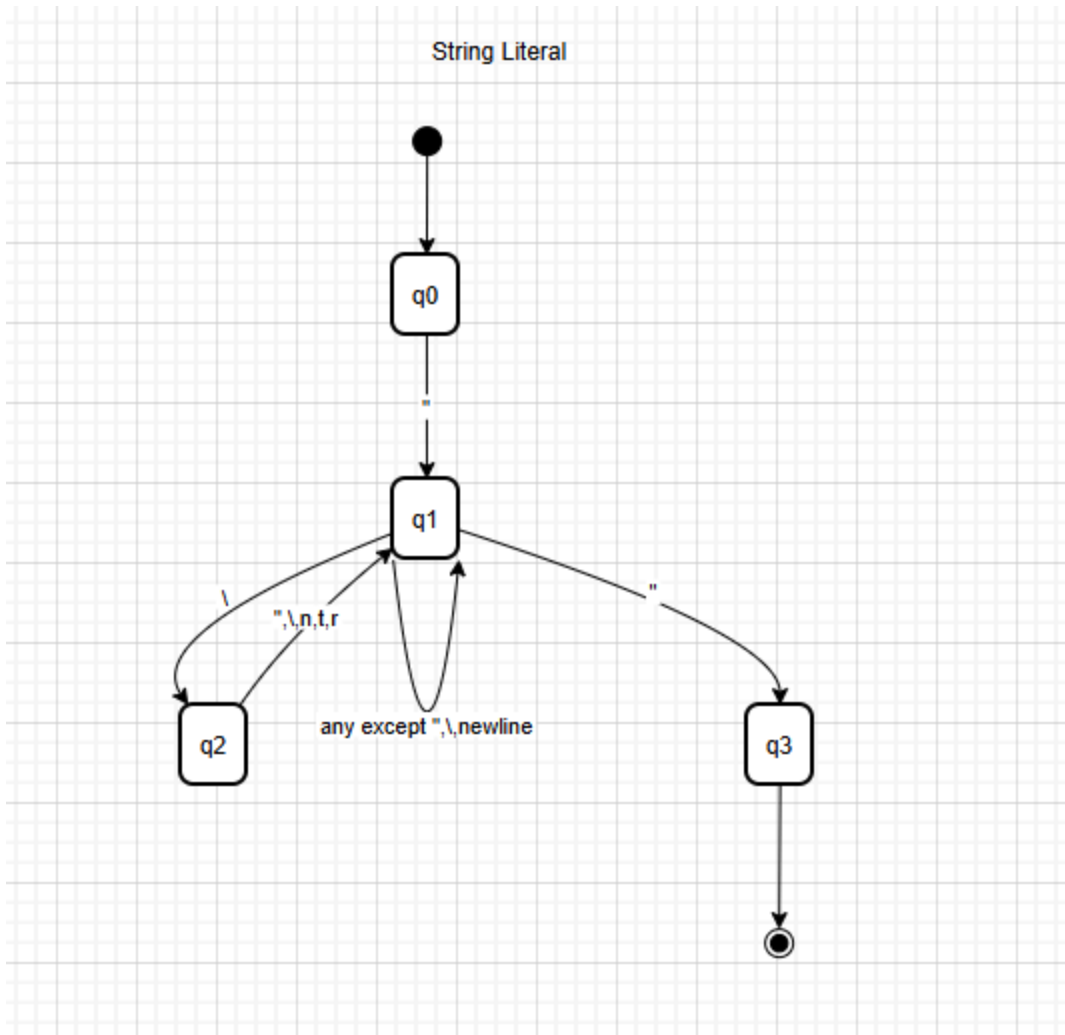 String Literal
q0
"
q1
\
"
",\,n,t,r
any except ",\,newline
q2
q3